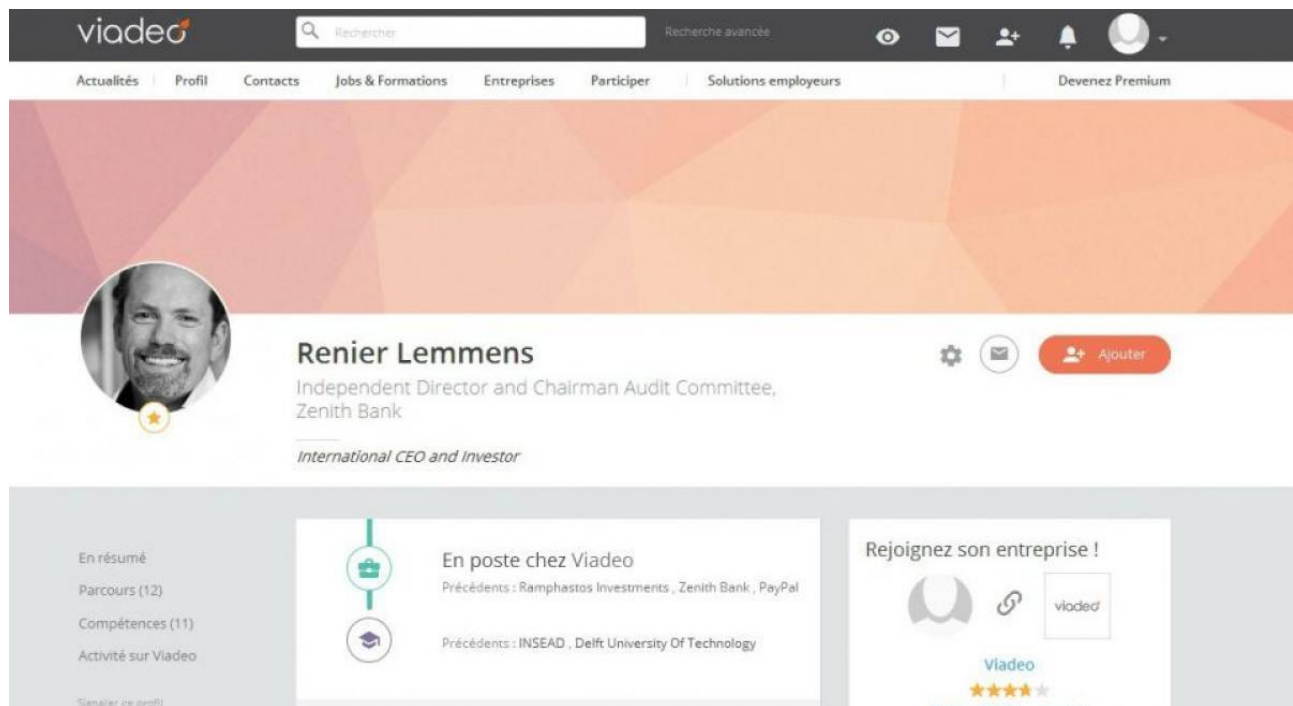 viadeo
Rechercher
Recherche avancée
Actualités
Profil
Contacts
Jobs & Formations
Entreprises
Participer
Solutions employeurs
Devenez Premium
Renier Lemmens
Independent Director and Chairman Audit Committee,
Zenith Bank
International CEO and Investor
Ajouter
En résumé
Parcours (12)
Compétences (11)
Activité sur Viadeo
Signaler ce profil
En poste chez Viadeo
Précédents : Ramphastos Investments , Zenith Bank , PayPal
Précédents : INSEAD , Delft University Of Technology
Rejoignez son entreprise !
viadeo
Viadeo